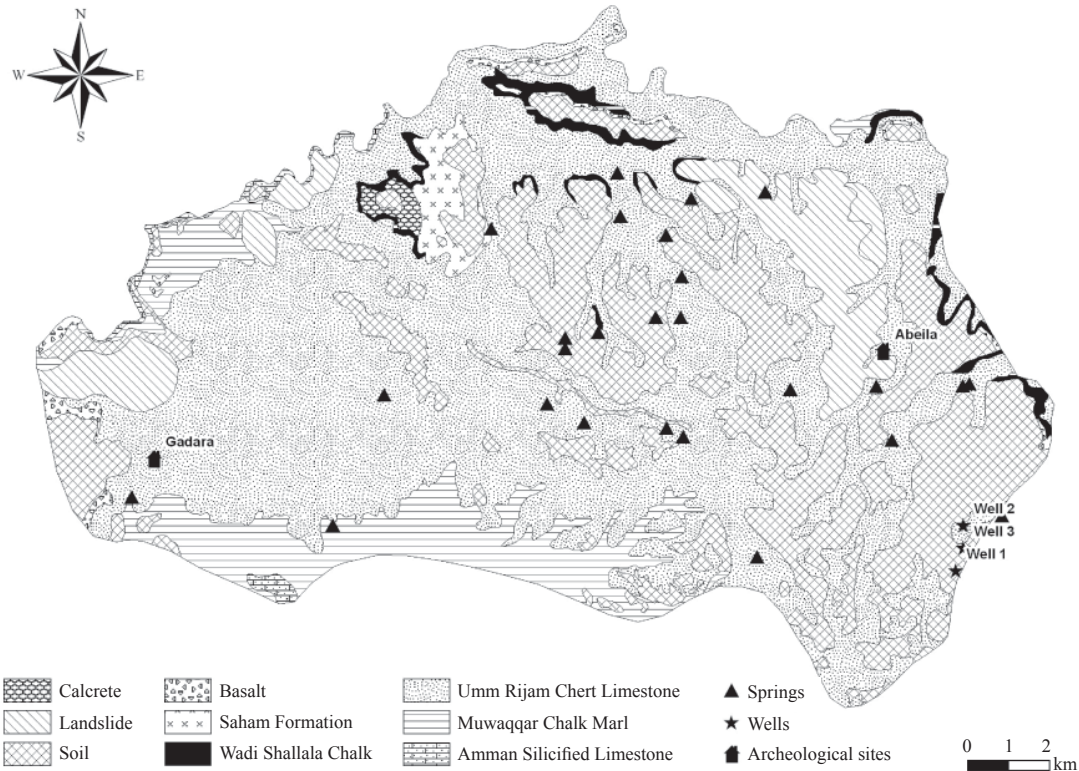 N
W E
S
Abeila
Gadara
Well 2
Well 3
Well 1
Calcrete
Landslide
Soil
Basalt
Saham Formation
Wadi Shallala Chalk
Umm Rijam Chert Limestone
Muwaqqar Chalk Marl
Amman Silicified Limestone
Springs
Wells
Archeological sites
0 1 2
km